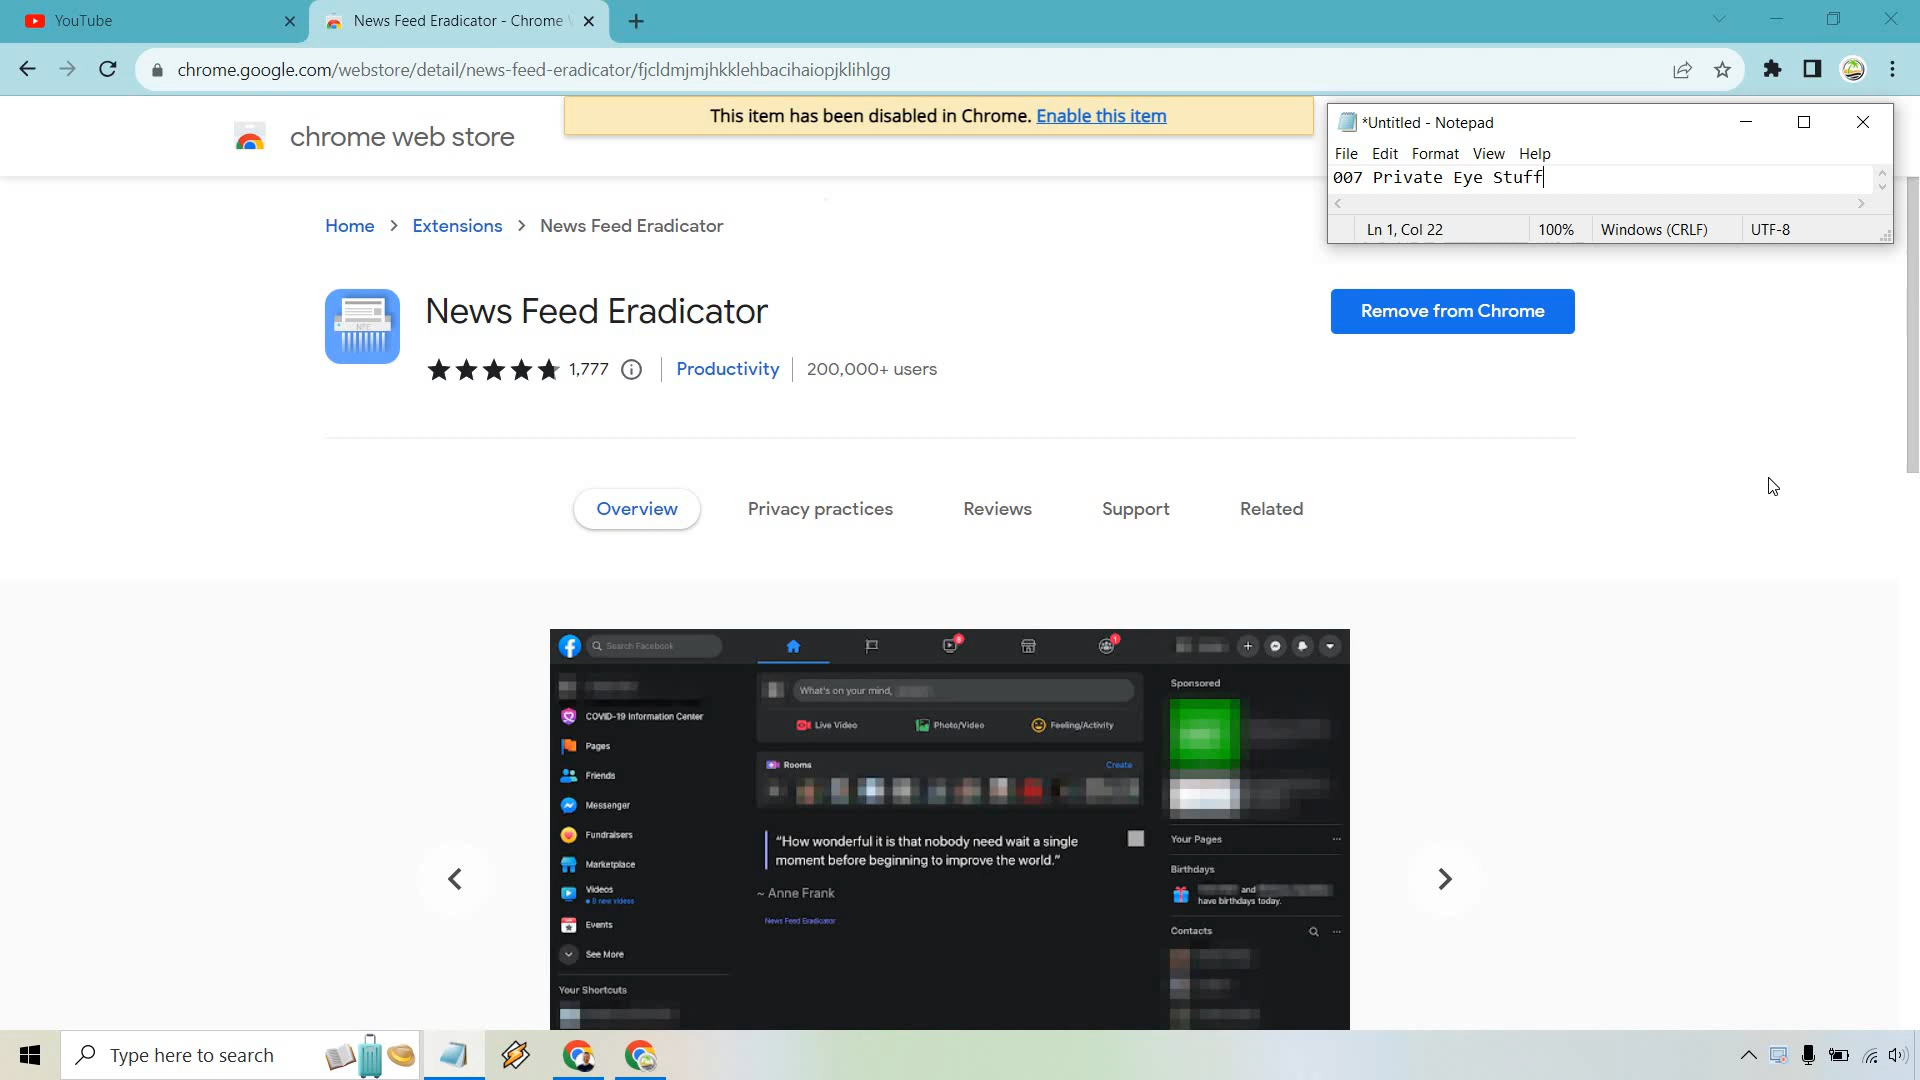 YouTube
News Feed Eradicator - Chrome
chrome.google.com/webstore/detail/news-feed-eradicator/fjcldmjmjhkklehbacihaiopjklihlgg
This item has been disabled in Chrome. Enable this item
chrome web store
*Untitled - Notepad
File Edit Format View Help
007 Private Eye Stuff
Ln 1, Col 22 100% Windows (CRLF) UTF-8
Home > Extensions > News Feed Eradicator
News Feed Eradicator
Remove from Chrome
1,777 Productivity 200,000+ users
Overview Privacy practices Reviews Support Related
Search Facebook
What's on your mind,
Live Video Photo/Video Feeling/Activity
Rooms Create
COVID-19 Information Center
Pages
Friends
Messenger
Fundraisers
Marketplace
Videos
8 new videos
Events
See More
Your Shortcuts
“How wonderful it is that nobody need wait a single
moment before beginning to improve the world.”
~ Anne Frank
News Feed Eradicator
Sponsored
Your Pages
Birthdays
and
have birthdays today.
Contacts
Type here to search